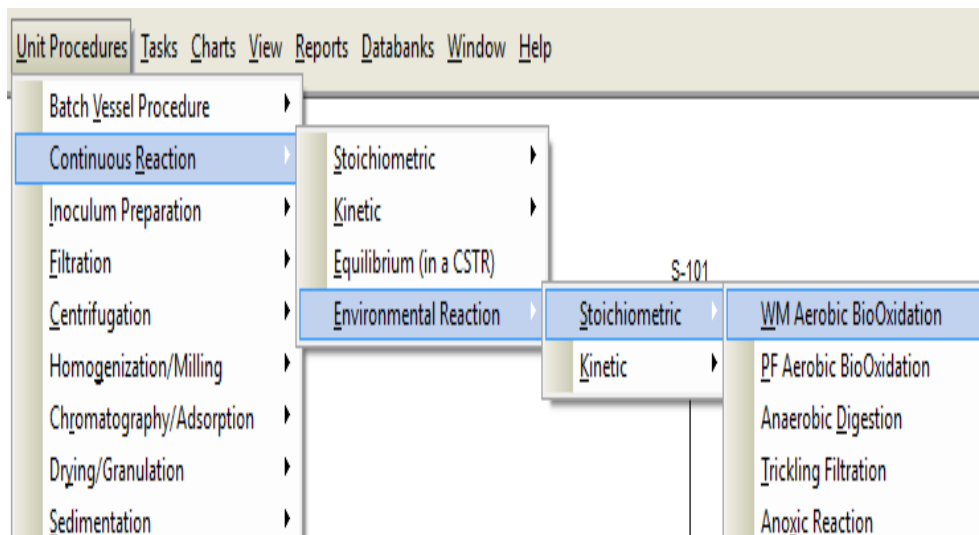 Unit Procedures Tasks Charts View Reports Databanks Window Help
Batch Vessel Procedure
Continuous Reaction
Inoculum Preparation
Filtration
Centrifugation
Homogenization/Milling
Chromatography/Adsorption
Drying/Granulation
Sedimentation
Stoichiometric
Kinetic
Equilibrium (in a CSTR)
Environmental Reaction
S-101
Stoichiometric
Kinetic
WM Aerobic BioOxidation
PF Aerobic BioOxidation
Anaerobic Digestion
Trickling Filtration
Anoxic Reaction